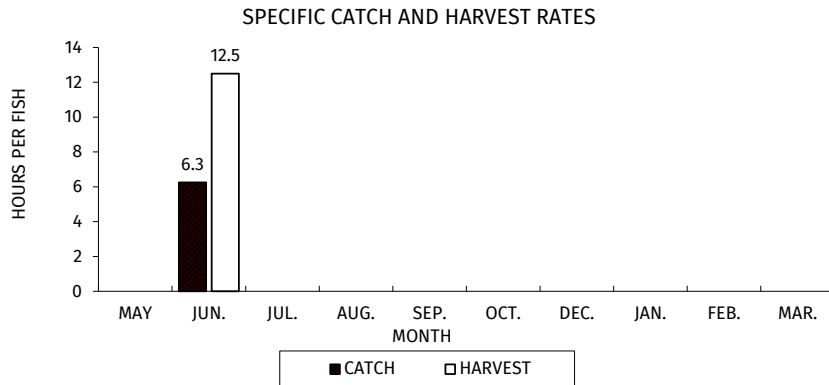 SPECIFIC CATCH AND HARVEST RATES
HOURS PER FISH
14
12
10
8
6
4
2
0
6.3
12.5
MAY JUN. JUL. AUG. SEP. OCT. DEC. JAN. FEB. MAR.
MONTH
CATCH HARVEST